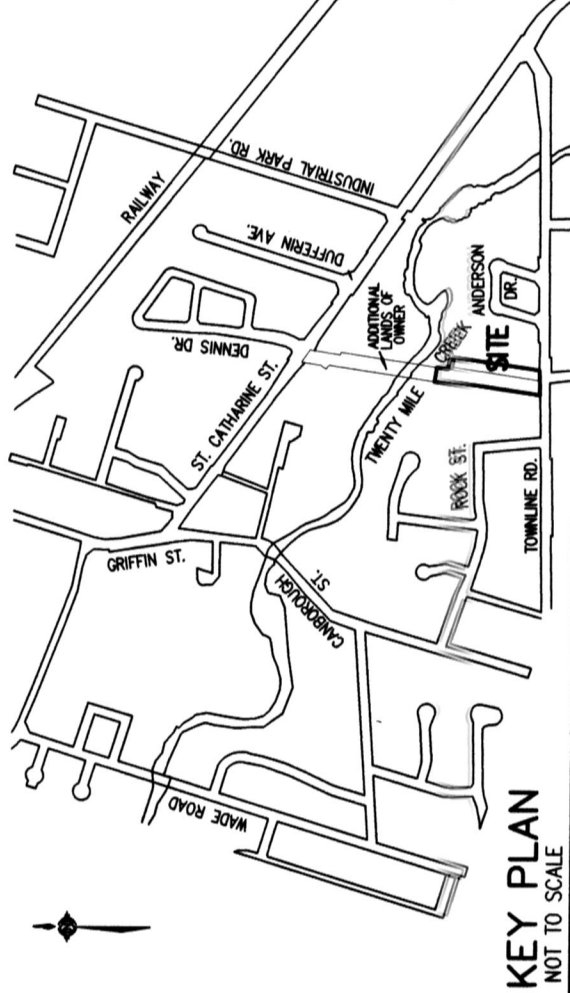 INDUSTRIAL PARK RD.
RAILWAY
DUFFERIN AVE.
DENNIS DR.
ADDITIONAL
LANDS OF
OWNER
ANDERSON
DR.
SITE
CREEK
ST. CATHARINE ST.
TWENTY MILE
ROCK ST.
TOWNLINE RD.
GRIFFIN ST.
CANBOROUGH
ST.
WADE ROAD
KEY PLAN
NOT TO SCALE